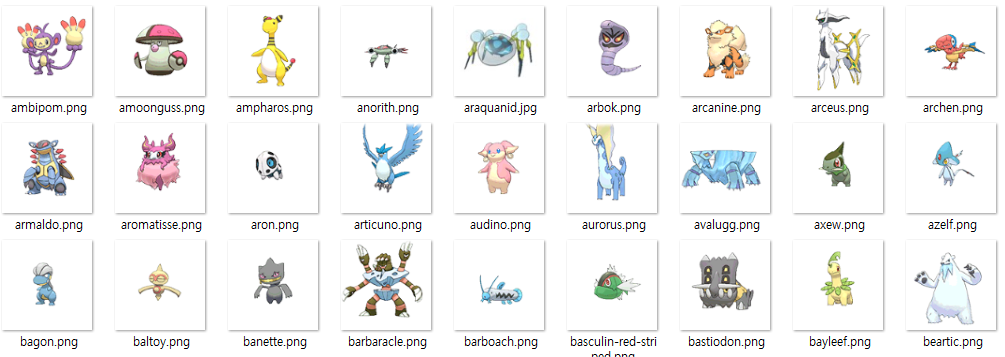 ambipom.png amoonguss.png ampharos.png anorith.png araquanid.jpg arbok.png arcanine.png arceus.png archen.png
armaldo.png aromatisse.png aron.png articuno.png audino.png aurorus.png avalugg.png axew.png azelf.png
bagon.png baltoy.png banette.png barbaracle.png barboach.png basculin-red-stri bastiodon.png bayleef.png beartic.png
ped.png